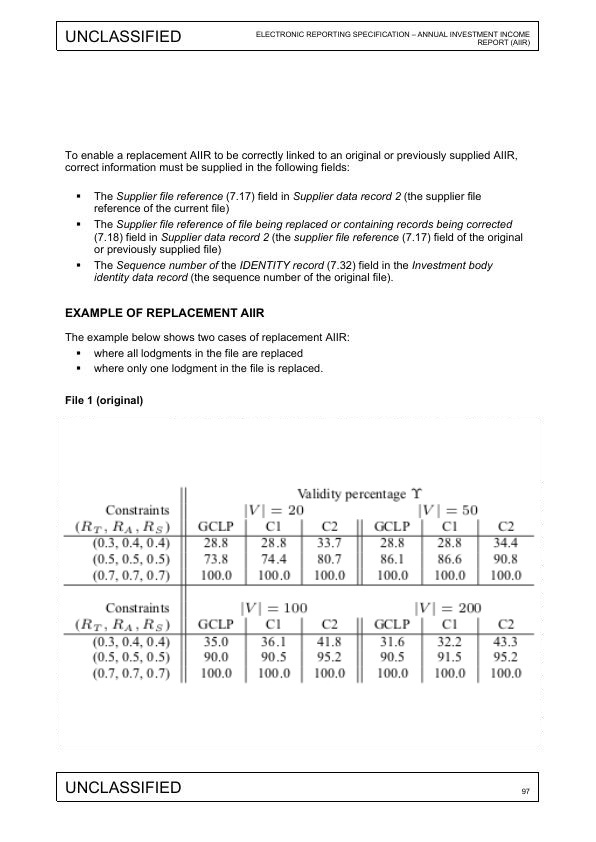 UNCLASSIFIED
ELECTRONIC REPORTING SPECIFICATION – ANNUAL INVESTMENT INCOME
REPORT (AIIR)
To enable a replacement AIIR to be correctly linked to an original or previously supplied AIIR,
correct information must be supplied in the following fields:
▪ The Supplier file reference (7.17) field in Supplier data record 2 (the supplier file
reference of the current file)
▪ The Supplier file reference of file being replaced or containing records being corrected
(7.18) field in Supplier data record 2 (the supplier file reference (7.17) field of the original
or previously supplied file)
▪ The Sequence number of the IDENTITY record (7.32) field in the Investment body
identity data record (the sequence number of the original file).
EXAMPLE OF REPLACEMENT AIIR
The example below shows two cases of replacement AIIR:
▪ where all lodgments in the file are replaced
▪ where only one lodgment in the file is replaced.
File 1 (original)
Validity percentage ϒ
Constraints |V| = 20 |V| = 50
(R_T, R_A, R_S) GCLP C1 C2 GCLP C1 C2
(0.3, 0.4, 0.4) 28.8 28.8 33.7 28.8 28.8 34.4
(0.5, 0.5, 0.5) 73.8 74.4 80.7 86.1 86.6 90.8
(0.7, 0.7, 0.7) 100.0 100.0 100.0 100.0 100.0 100.0
Constraints |V| = 100 |V| = 200
(R_T, R_A, R_S) GCLP C1 C2 GCLP C1 C2
(0.3, 0.4, 0.4) 35.0 36.1 41.8 31.6 32.2 43.3
(0.5, 0.5, 0.5) 90.0 90.5 95.2 90.5 91.5 95.2
(0.7, 0.7, 0.7) 100.0 100.0 100.0 100.0 100.0 100.0
UNCLASSIFIED
97